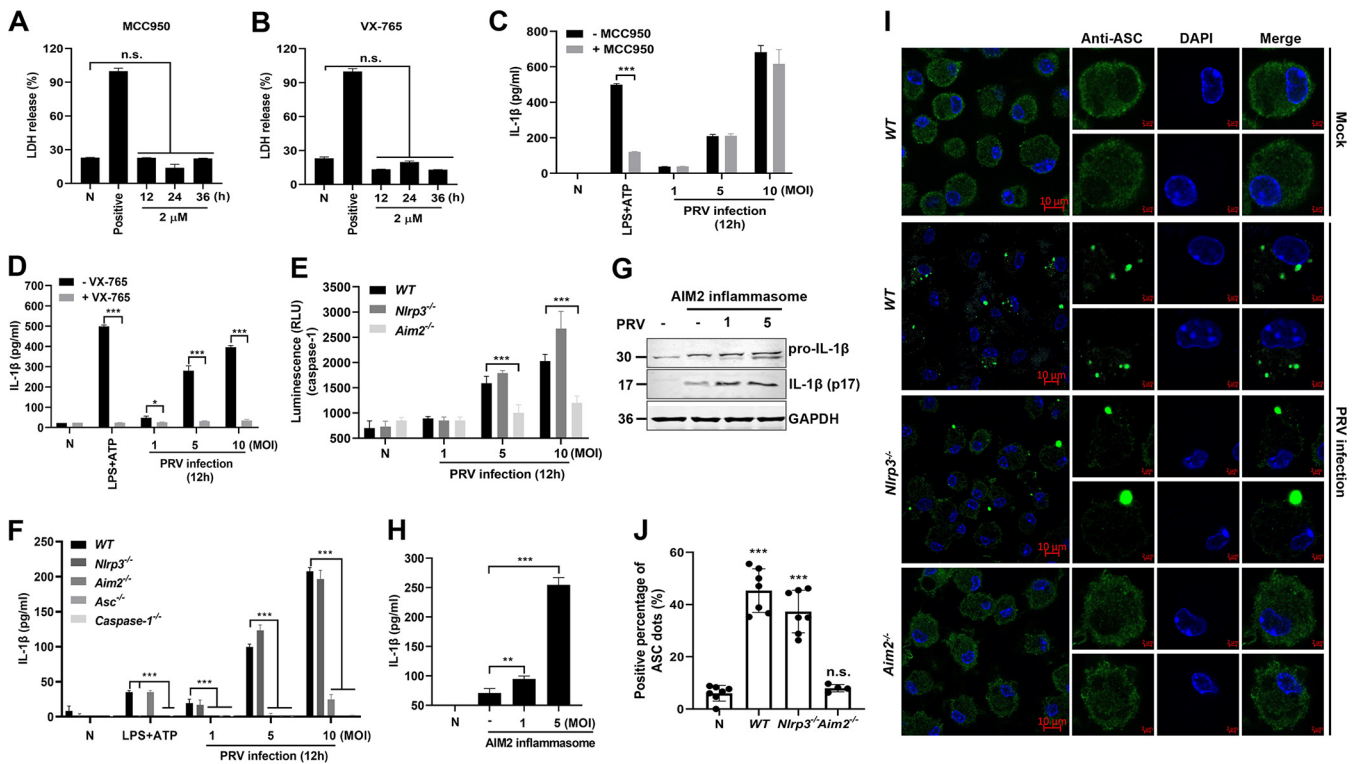 A
MCC950
LDH release (%)
120
90
60
30
0
n.s.
N
Positive
12 24 36 (h)
2 μM
B
VX-765
LDH release (%)
120
90
60
30
0
n.s.
N
Positive
12 24 36 (h)
2 μM
C
- MCC950
+ MCC950
IL-1β (pg/ml)
800
600
400
200
0
***
N
LPS+ATP
1 5 10 (MOI)
PRV infection
(12h)
D
- VX-765
+ VX-765
IL-1β (pg/ml)
700
600
500
400
300
200
100
0
***
*
***
***
N
LPS+ATP
1 5 10 (MOI)
PRV infection
(12h)
E
WT
Nlrp3-/-
Aim2-/-
Luminescence (RLU)
(caspase-1)
3500
3000
2500
2000
1500
1000
500
***
***
N 1 5 10 (MOI)
PRV infection (12h)
G
AIM2 inflammasome
PRV - - 1 5
30 pro-IL-1β
17 IL-1β (p17)
36 GAPDH
F
WT
Nlrp3-/-
Aim2-/-
Asc-/-
Caspase-1-/-
IL-1β (pg/ml)
250
200
150
100
50
0
***
***
***
***
N LPS+ATP 1 5 10 (MOI)
PRV infection (12h)
H
IL-1β (pg/ml)
300
250
200
150
100
50
**
***
N - 1 5 (MOI)
AIM2 inflammasome
J
Positive percentage of
ASC dots (%)
60
40
20
0
***
***
n.s.
N WT Nlrp3-/- Aim2-/-
I
Anti-ASC DAPI Merge
WT
10 μm
Mock
WT
10 μm
Nlrp3-/-
10 μm
Aim2-/-
10 μm
PRV infection